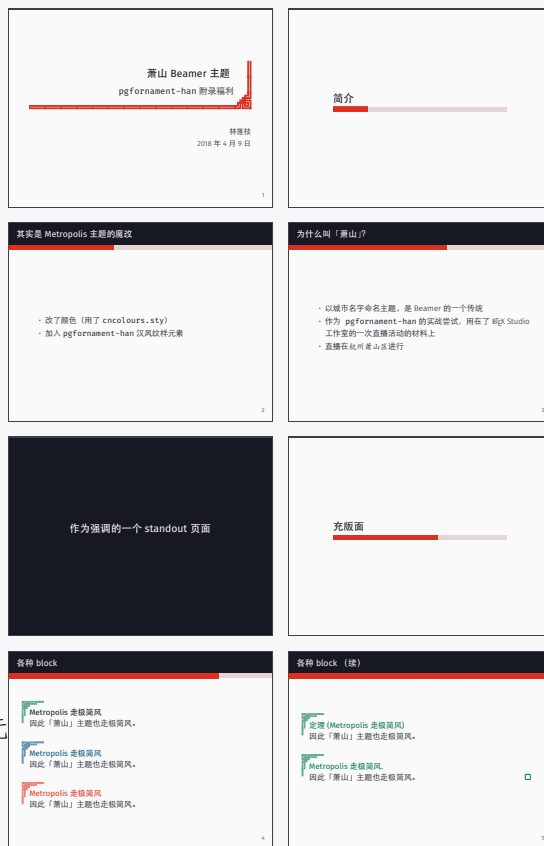 萧山 Beamer 主题
pgfornament-han 附录福利
林莲枝
2018 年 4 月 9 日
1
简介
其实是 Metropolis 主题的魔改
· 改了颜色（用了 cncolours.sty）
· 加入 pgfornament-han 汉风纹样元素
2
为什么叫「萧山」？
· 以城市名字命名主题，是 Beamer 的一个传统
· 作为 pgfornament-han 的实战尝试，用在了 LaTeX Studio
工作室的一次直播活动的材料上
· 直播在杭州萧山区进行
3
作为强调的一个 standout 页面
充版面
各种 block
Metropolis 走极简风
因此「萧山」主题也走极简风。
Metropolis 走极简风
因此「萧山」主题也走极简风。
Metropolis 走极简风
因此「萧山」主题也走极简风。
4
各种 block （续）
定理 (Metropolis 走极简风)
因此「萧山」主题也走极简风。
Metropolis 走极简风.
因此「萧山」主题也走极简风。
5